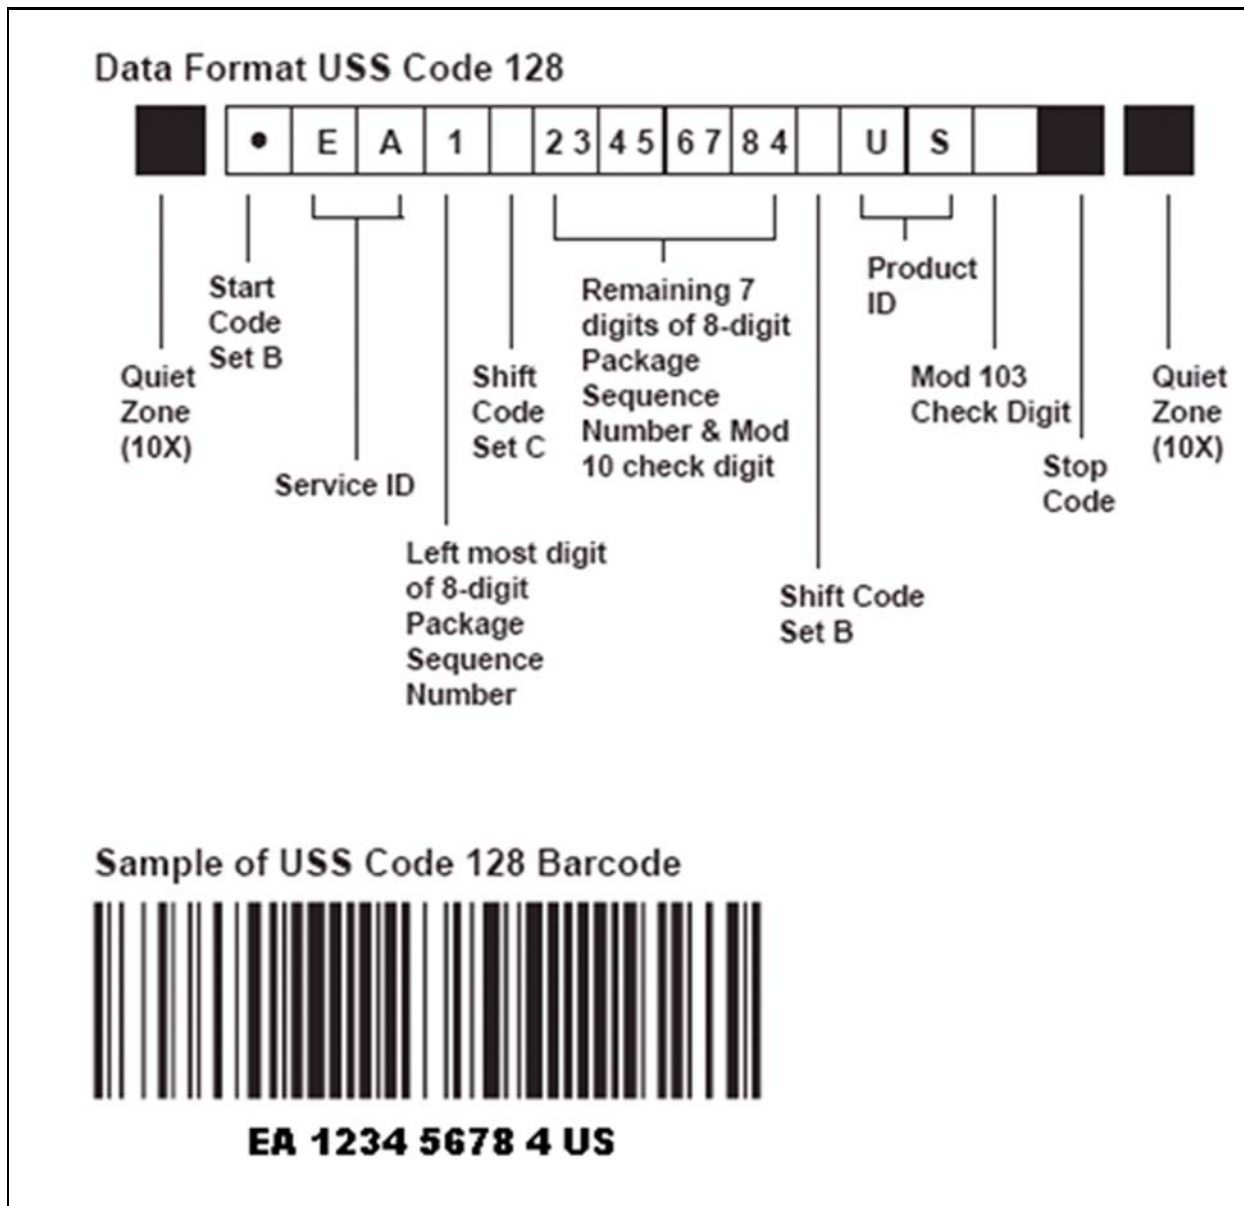 Data Format USS Code 128
• E A 1 2 3 4 5 6 7 8 4 U S
Quiet
Zone
(10X)
Start
Code
Set B
Service ID
Left most digit
of 8-digit
Package
Sequence
Number
Shift
Code
Set C
Remaining 7
digits of 8-digit
Package
Sequence
Number & Mod
10 check digit
Shift Code
Set B
Product
ID
Mod 103
Check Digit
Stop
Code
Quiet
Zone
(10X)
Sample of USS Code 128 Barcode
EA 1234 5678 4 US